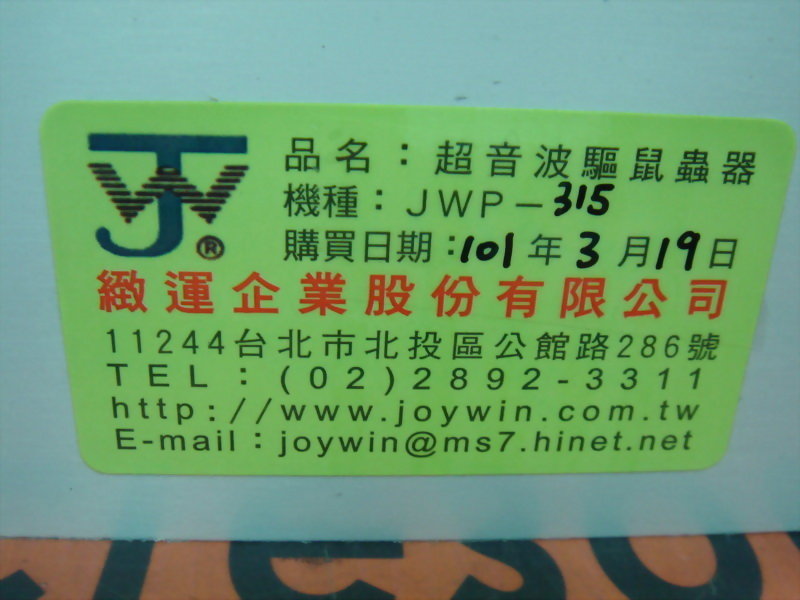 JW®
品名：超音波驅鼠蟲器
機種：JWP－315
購買日期：101年3月19日
緻運企業股份有限公司
11244台北市北投區公館路286號
TEL：(02)2892-3311
http://www.joywin.com.tw
E-mail：joywin@ms7.hinet.net